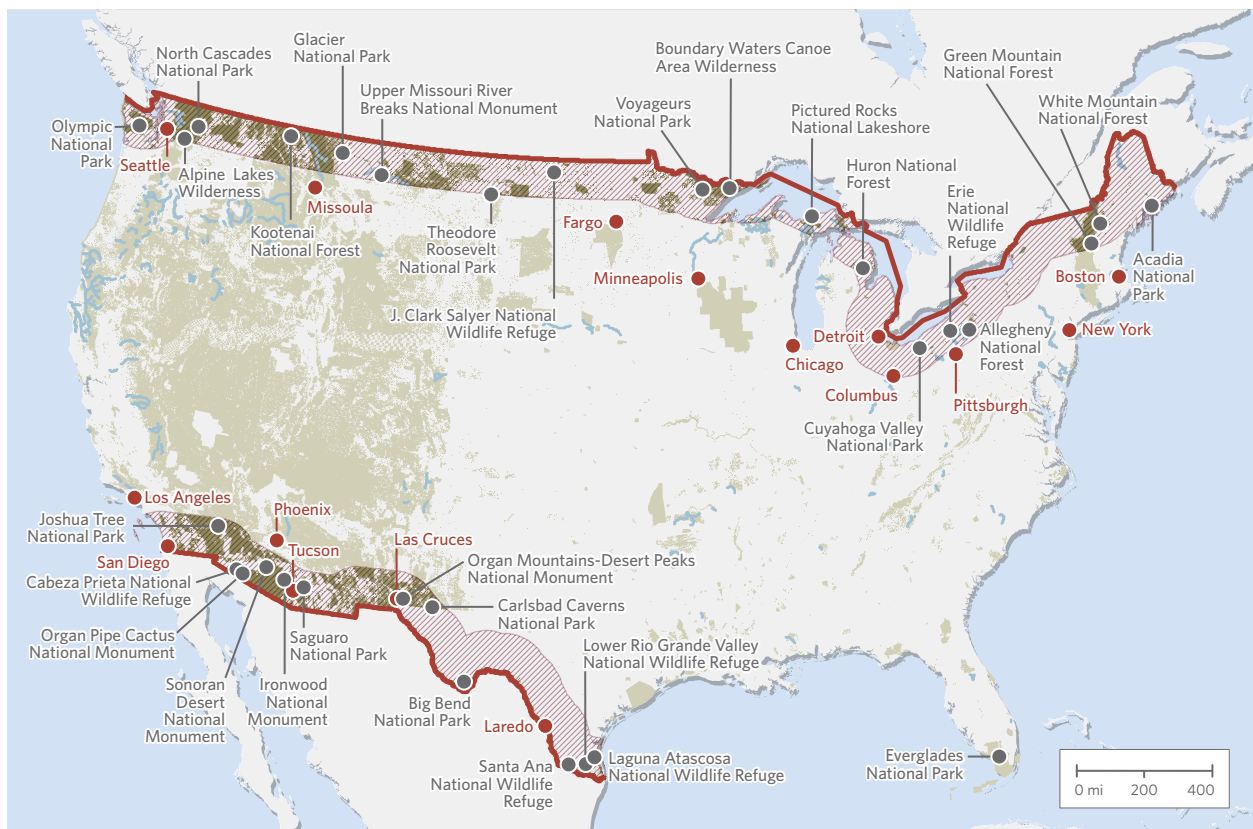 North Cascades
National Park
Glacier
National Park
Upper Missouri River
Breaks National Monument
Boundary Waters Canoe
Area Wilderness
Voyageurs
National Park
Green Mountain
National Forest
White Mountain
National Forest
Pictured Rocks
National Lakeshore
Huron National
Forest
Erie
National
Wildlife
Refuge
Olympic
National
Park
Seattle
Alpine Lakes
Wilderness
Missoula
Kootenai
National Forest
Theodore
Roosevelt
National Park
Fargo
Minneapolis
J. Clark Salyer National
Wildlife Refuge
Boston
Acadia
National
Park
Detroit
Chicago
Columbus
Allegheny
National
Forest
New York
Pittsburgh
Cuyahoga Valley
National Park
Los Angeles
Joshua Tree
National Park
Phoenix
San Diego
Tucson
Las Cruces
Cabeza Prieta National
Wildlife Refuge
Organ Mountains-Desert Peaks
National Monument
Carlsbad Caverns
National Park
Organ Pipe Cactus
National Monument
Saguaro
National Park
Lower Rio Grande Valley
National Wildlife Refuge
Sonoran
Desert
National
Monument
Ironwood
National
Monument
Big Bend
National Park
Laredo
Santa Ana
National Wildlife
Refuge
Laguna Atascosa
National Wildlife Refuge
Everglades
National Park
0 mi 200 400